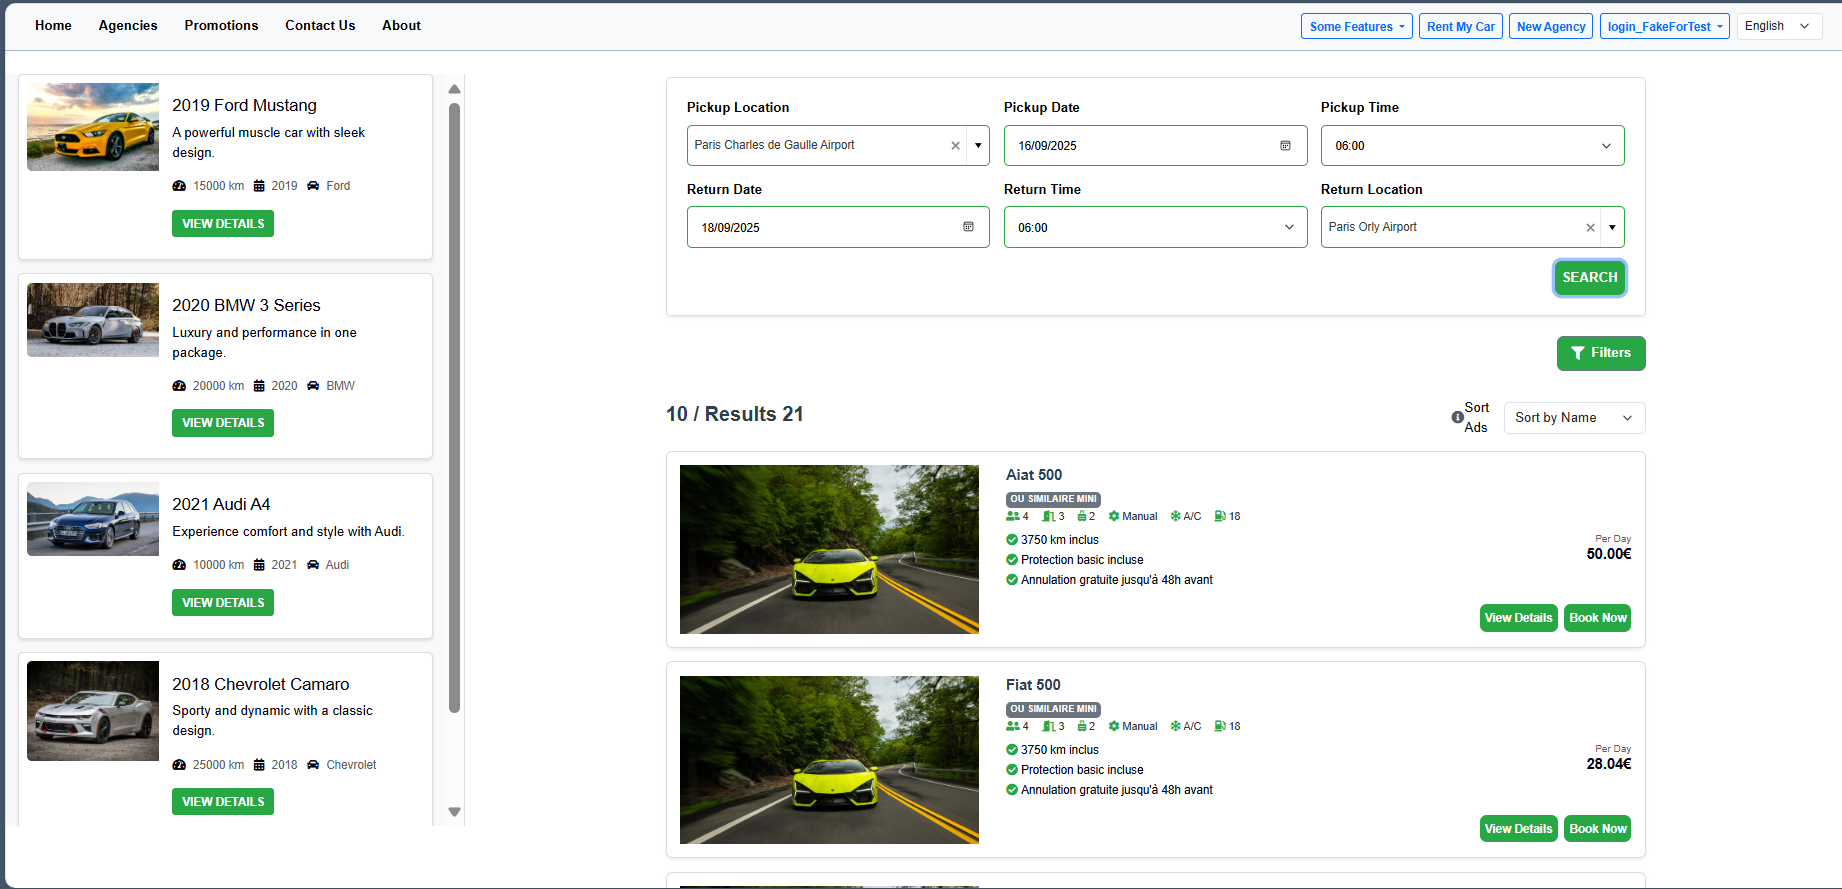 Home Agencies Promotions Contact Us About
Some Features Rent My Car New Agency login_FakeForTest English
2019 Ford Mustang
A powerful muscle car with sleek
design.
15000 km 2019 Ford
VIEW DETAILS
2020 BMW 3 Series
Luxury and performance in one
package.
20000 km 2020 BMW
VIEW DETAILS
2021 Audi A4
Experience comfort and style with Audi.
10000 km 2021 Audi
VIEW DETAILS
2018 Chevrolet Camaro
Sporty and dynamic with a classic
design.
25000 km 2018 Chevrolet
VIEW DETAILS
Pickup Location Pickup Date Pickup Time
Paris Charles de Gaulle Airport 16/09/2025 06:00
Return Date Return Time Return Location
18/09/2025 06:00 Paris Orly Airport
SEARCH
Filters
10 / Results 21
Sort
Ads
Sort by Name
Aiat 500
OU SIMILAIRE MINI
4 3 2 Manual A/C 18
3750 km inclus
Protection basic incluse
Annulation gratuite jusqu'à 48h avant
Per Day
50.00€
View Details Book Now
Fiat 500
OU SIMILAIRE MINI
4 3 2 Manual A/C 18
3750 km inclus
Protection basic incluse
Annulation gratuite jusqu'à 48h avant
Per Day
28.04€
View Details Book Now